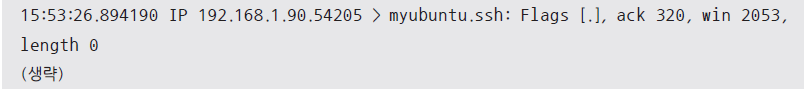 15:53:26.894190 IP 192.168.1.90.54205 > myubuntu.ssh: Flags [.], ack 320, win 2053,
length 0
(생략)